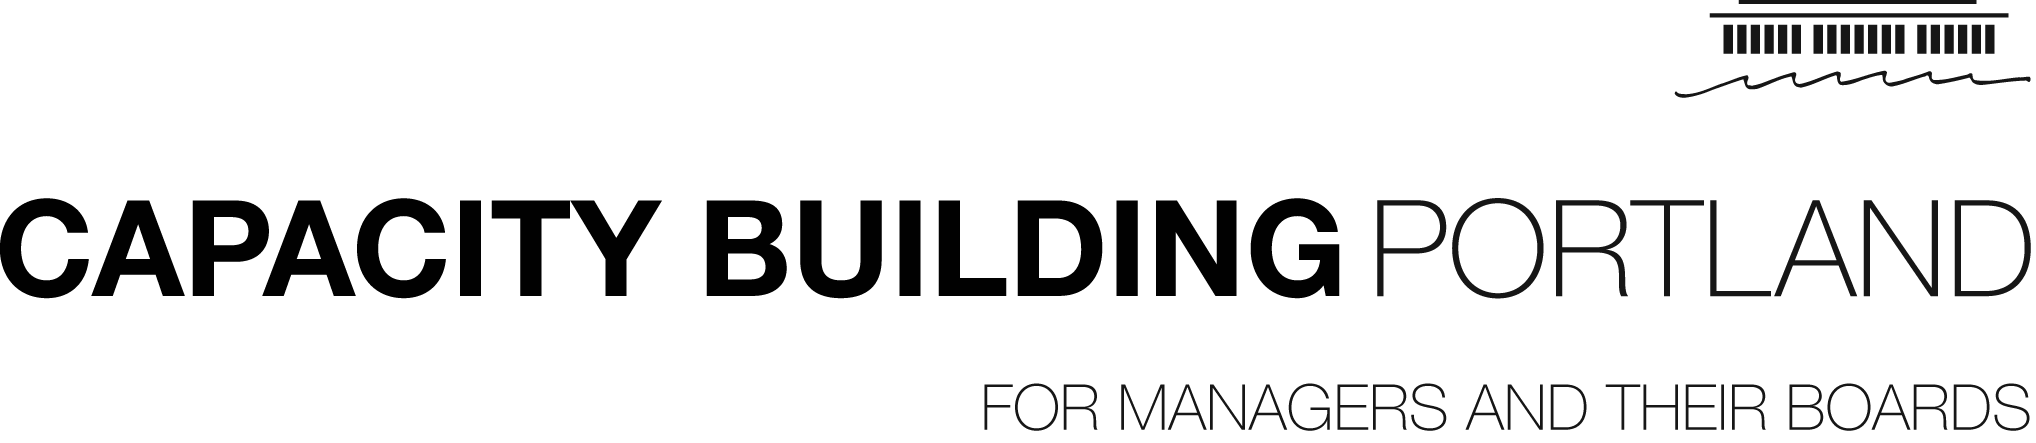 CAPACITY BUILDING PORTLAND
FOR MANAGERS AND THEIR BOARDS